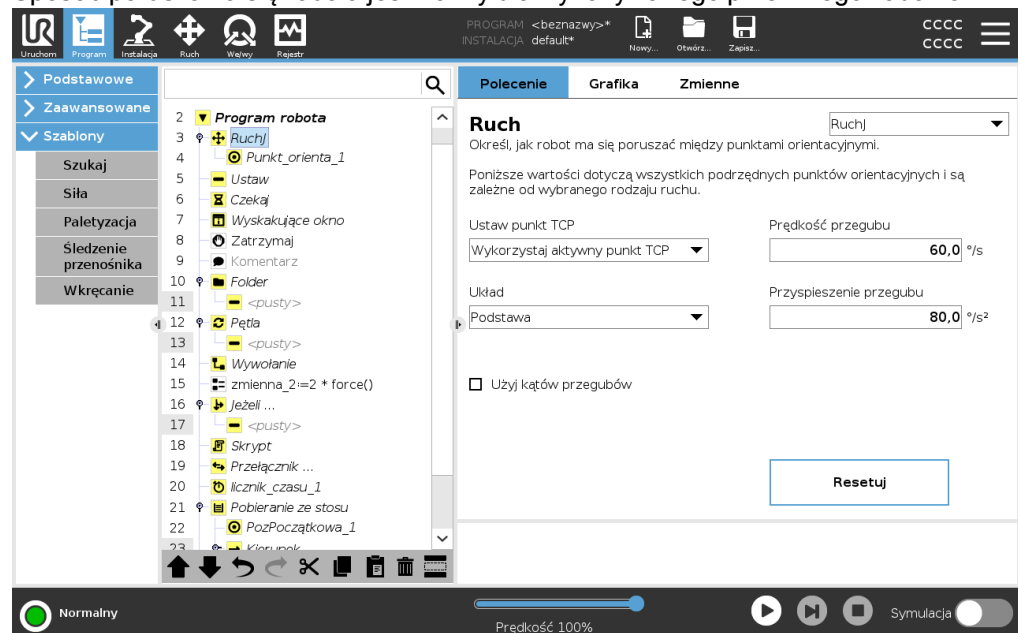 PROGRAM <beznazwy>*
INSTALACJA default*
Uruchom Program Instalacja Ruch We/wy Rejestr
Nowy... Otwórz... Zapisz...
CCCC
CCCC
Podstawowe
Zaawansowane
Szablony
Szukaj
Siła
Paletyzacja
Śledzenie
przenośnika
Wkręcanie
2 Program robota
3 RuchJ
4 Punkt_orienta_1
5 Ustaw
6 Czekaj
7 Wyskakujące okno
8 Zatrzymaj
9 Komentarz
10 Folder
11 <pusty>
12 Pętla
13 <pusty>
14 Wywołanie
15 zmienna_2:=2 * force()
16 Jeżeli ...
17 <pusty>
18 Skrypt
19 Przełącznik ...
20 licznik_czasu_1
21 Pobieranie ze stosu
22 PozPoczątkowa_1
23 Kierunek
Polecenie Grafika Zmienne
Ruch
RuchJ
Określ, jak robot ma się poruszać między punktami orientacyjnymi.
Poniższe wartości dotyczą wszystkich podrzędnych punktów orientacyjnych i są
zależne od wybranego rodzaju ruchu.
Ustaw punkt TCP
Wykorzystaj aktywny punkt TCP
Prędkość przegubu
60,0 °/s
Układ
Podstawa
Przyspieszenie przegubu
80,0 °/s²
Użyj kątów przegubów
Resetuj
Normalny
Prędkość 100%
Symulacja